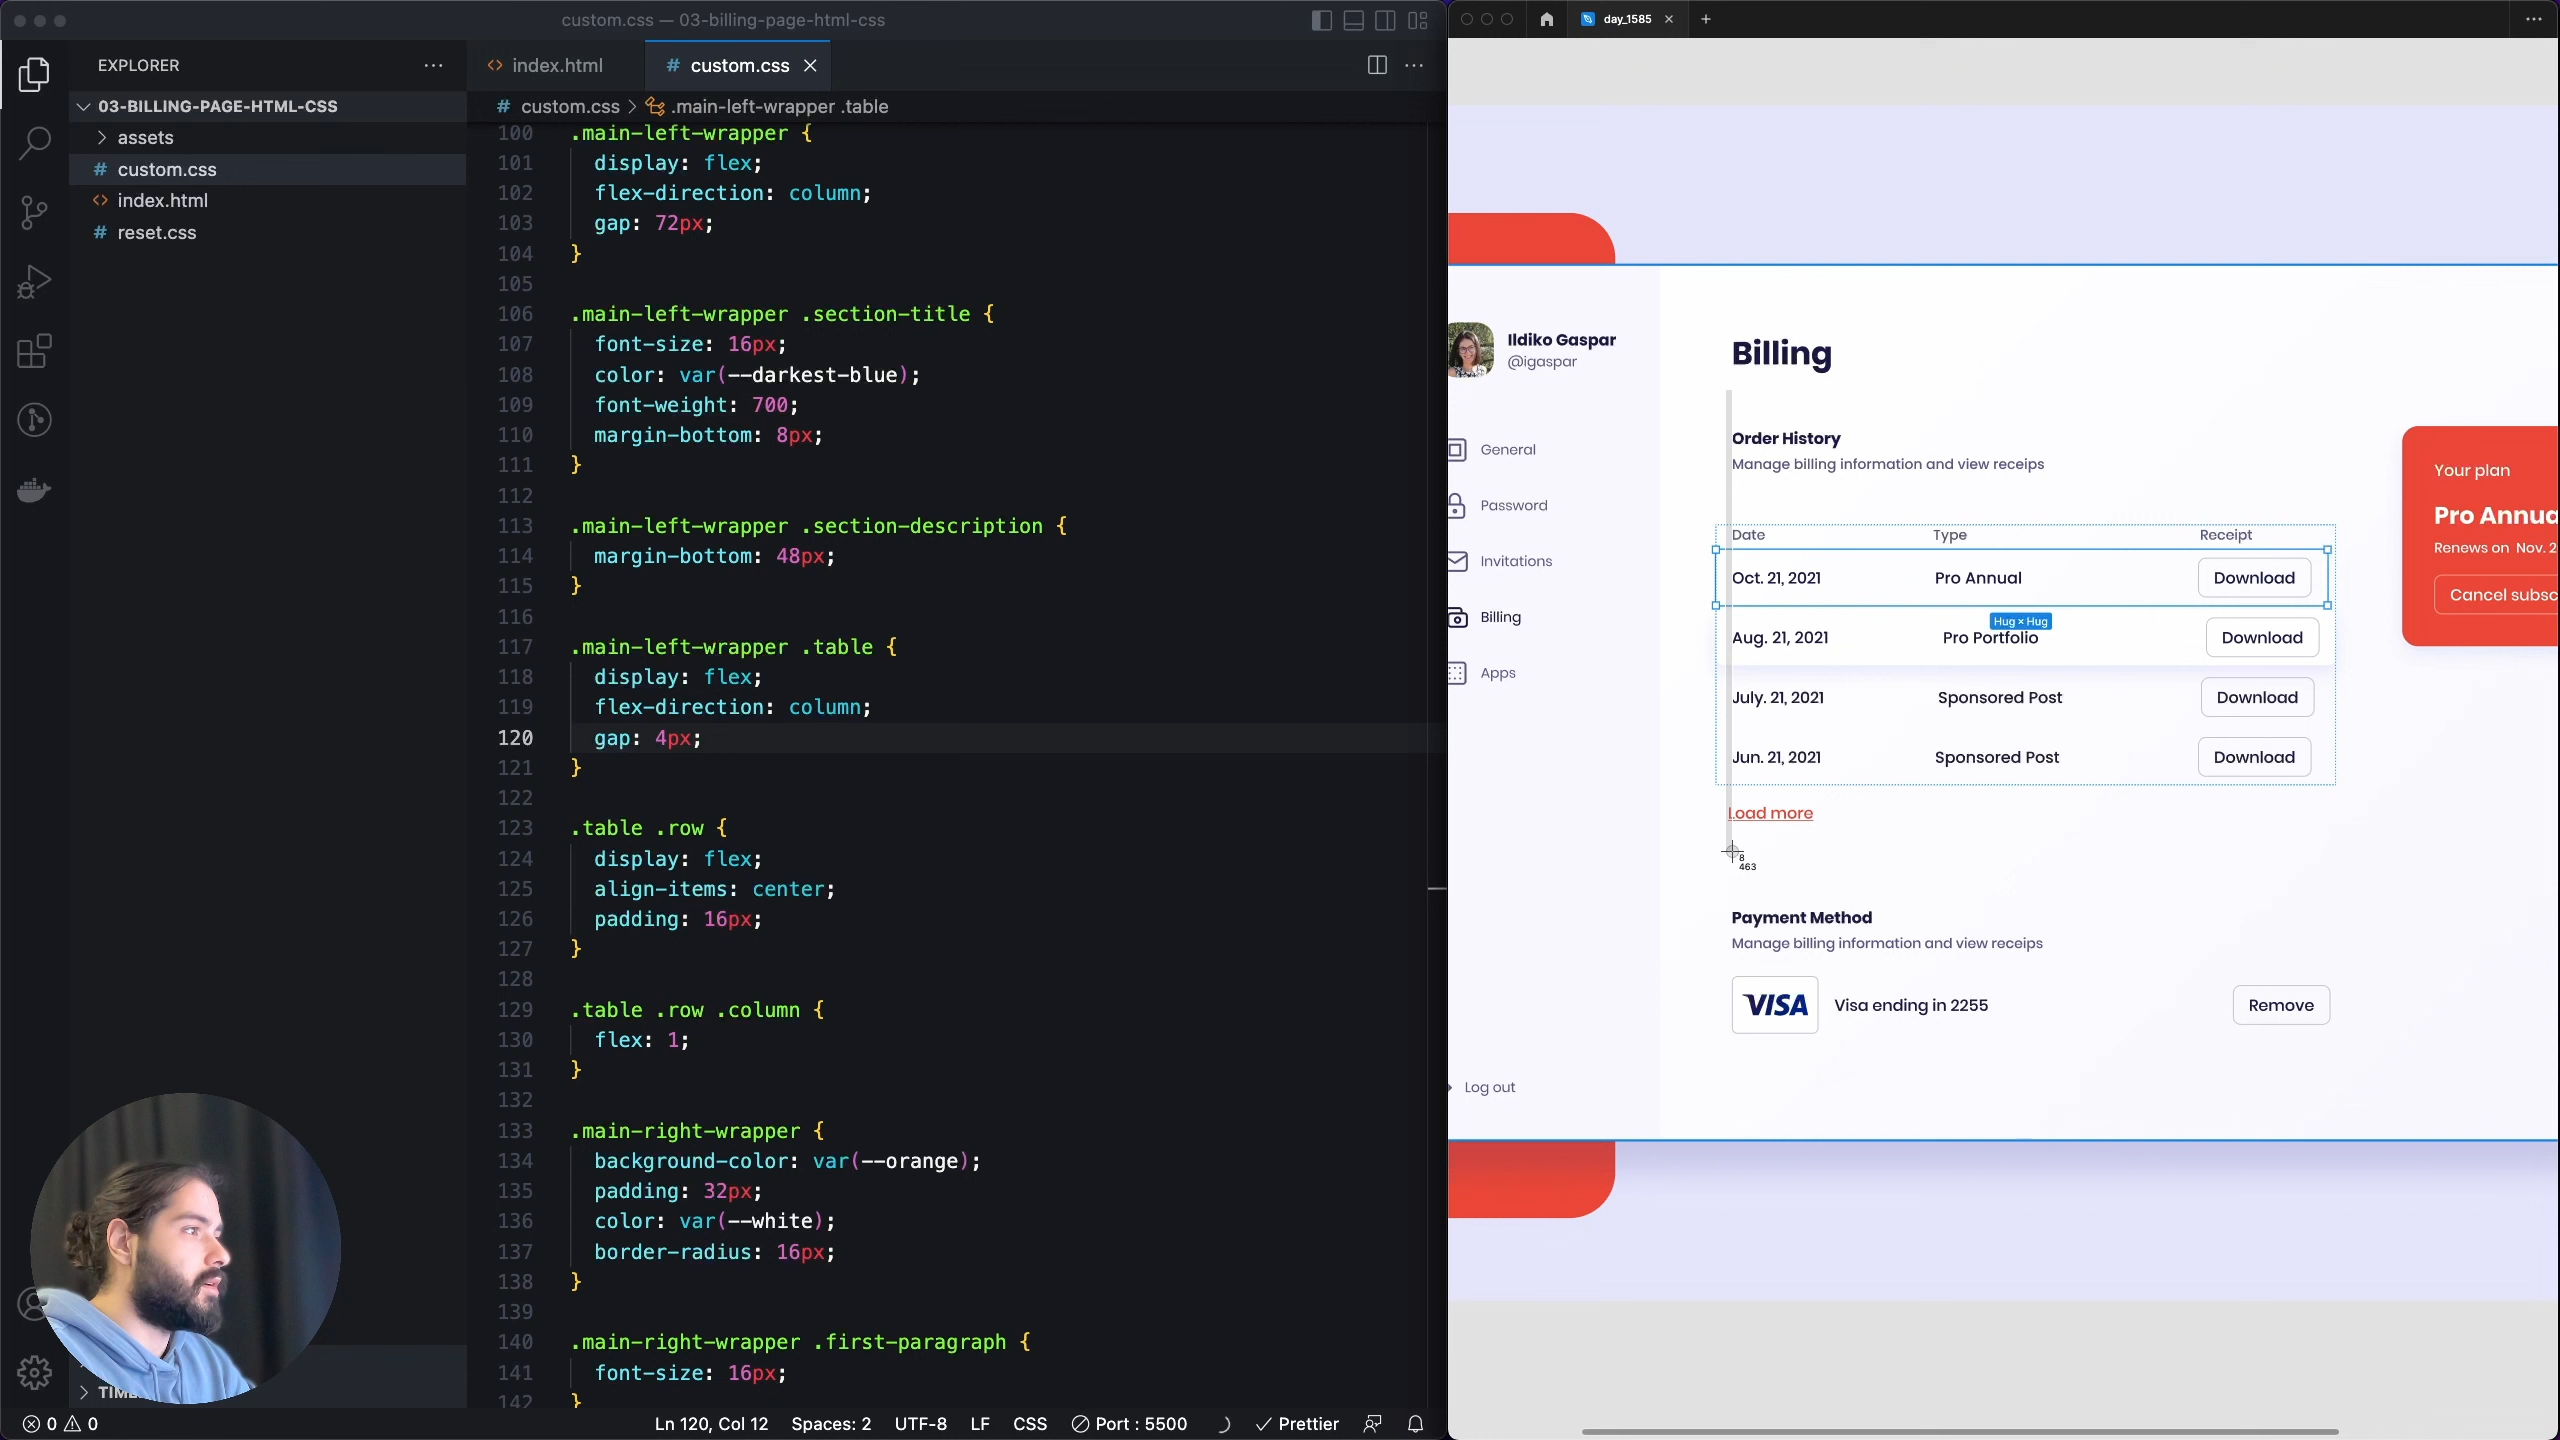 custom.css — 03-billing-page-html-css
EXPLORER
03-BILLING-PAGE-HTML-CSS
assets
# custom.css
<> index.html
# reset.css
<> index.html
# custom.css
# custom.css > .main-left-wrapper .table
100 .main-left-wrapper {
101 display: flex;
102 flex-direction: column;
103 gap: 72px;
104 }
105
106 .main-left-wrapper .section-title {
107 font-size: 16px;
108 color: var(--darkest-blue);
109 font-weight: 700;
110 margin-bottom: 8px;
111 }
112
113 .main-left-wrapper .section-description {
114 margin-bottom: 48px;
115 }
116
117 .main-left-wrapper .table {
118 display: flex;
119 flex-direction: column;
120 gap: 4px;
121 }
122
123 .table .row {
124 display: flex;
125 align-items: center;
126 padding: 16px;
127 }
128
129 .table .row .column {
130 flex: 1;
131 }
132
133 .main-right-wrapper {
134 background-color: var(--orange);
135 padding: 32px;
136 color: var(--white);
137 border-radius: 16px;
138 }
139
140 .main-right-wrapper .first-paragraph {
141 font-size: 16px;
142 }
0 0
Ln 120, Col 12 Spaces: 2 UTF-8 LF CSS Port : 5500 Prettier
day_1585
Ildiko Gaspar
@igaspar
General
Password
Invitations
Billing
Apps
Log out
Billing
Order History
Manage billing information and view receips
Date Type Receipt
Oct. 21, 2021 Pro Annual Download
Hug × Hug
Aug. 21, 2021 Pro Portfolio Download
July. 21, 2021 Sponsored Post Download
Jun. 21, 2021 Sponsored Post Download
Load more
8
463
Payment Method
Manage billing information and view receips
VISA Visa ending in 2255 Remove
Your plan
Pro Annua
Renews on Nov. 2
Cancel subsc